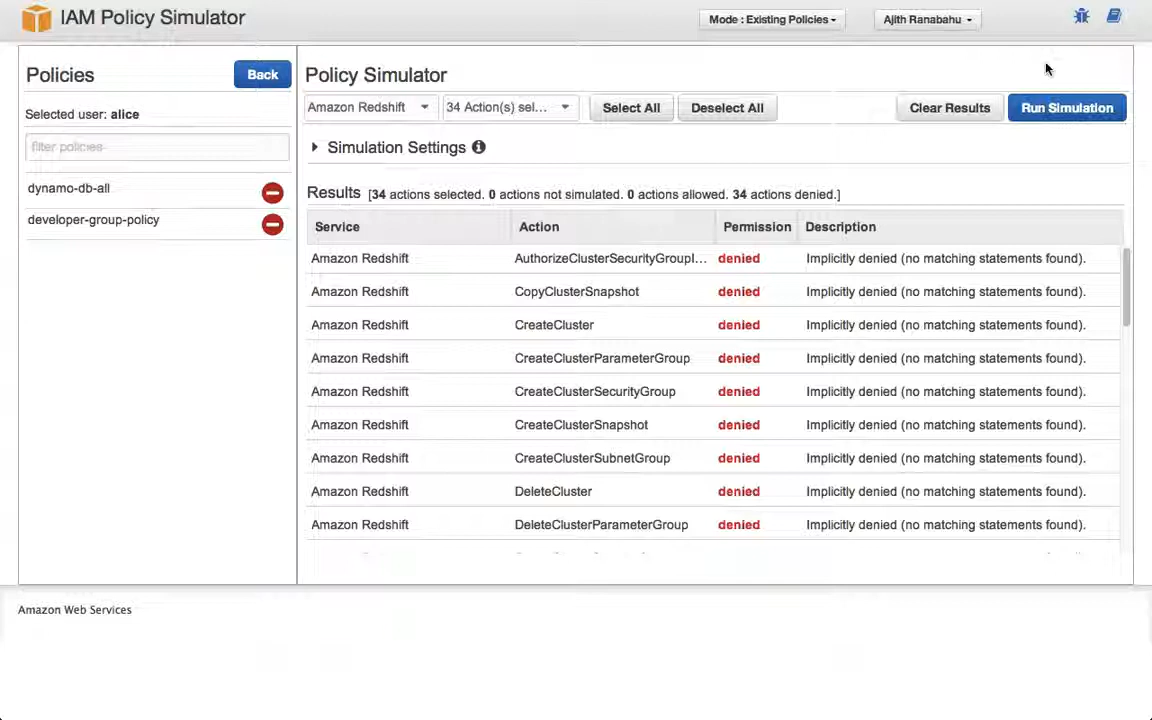 IAM Policy Simulator
Mode : Existing Policies
Ajith Ranabahu
Policies
Back
Selected user: alice
filter policies
dynamo-db-all
developer-group-policy
Policy Simulator
Amazon Redshift
34 Action(s) sel...
Select All
Deselect All
Clear Results
Run Simulation
Simulation Settings
Results [34 actions selected. 0 actions not simulated. 0 actions allowed. 34 actions denied.]
Service Action Permission Description
Amazon Redshift AuthorizeClusterSecurityGroupI... denied Implicitly denied (no matching statements found).
Amazon Redshift CopyClusterSnapshot denied Implicitly denied (no matching statements found).
Amazon Redshift CreateCluster denied Implicitly denied (no matching statements found).
Amazon Redshift CreateClusterParameterGroup denied Implicitly denied (no matching statements found).
Amazon Redshift CreateClusterSecurityGroup denied Implicitly denied (no matching statements found).
Amazon Redshift CreateClusterSnapshot denied Implicitly denied (no matching statements found).
Amazon Redshift CreateClusterSubnetGroup denied Implicitly denied (no matching statements found).
Amazon Redshift DeleteCluster denied Implicitly denied (no matching statements found).
Amazon Redshift DeleteClusterParameterGroup denied Implicitly denied (no matching statements found).
Amazon Web Services